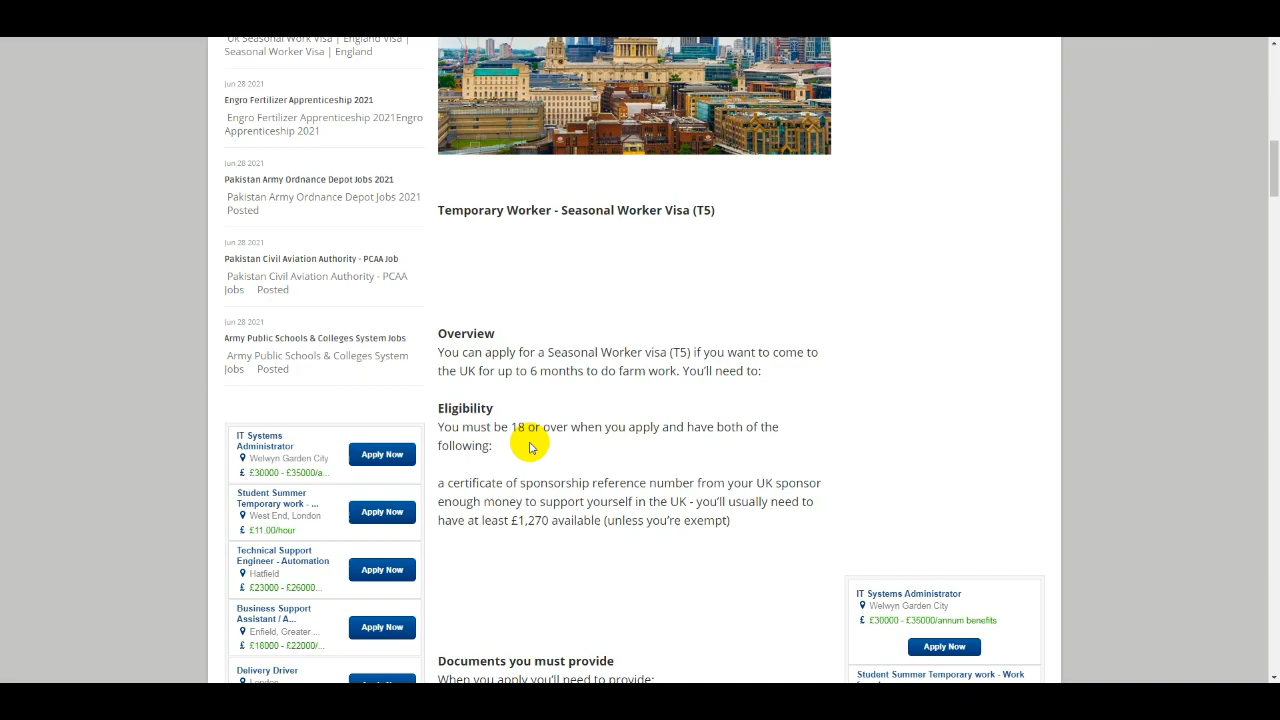 UK Seasonal Work Visa | England Visa |
Seasonal Worker Visa | England
Jun 28 2021
Engro Fertilizer Apprenticeship 2021
Engro Fertilizer Apprenticeship 2021Engro
Apprenticeship 2021
Jun 28 2021
Pakistan Army Ordnance Depot Jobs 2021
Pakistan Army Ordnance Depot Jobs 2021
Posted
Jun 28 2021
Pakistan Civil Aviation Authority - PCAA Job
Pakistan Civil Aviation Authority - PCAA
Jobs Posted
Jun 28 2021
Army Public Schools & Colleges System Jobs
Army Public Schools & Colleges System
Jobs Posted
IT Systems
Administrator
Welwyn Garden City
£ £30000 - £35000/a...
Apply Now
Student Summer
Temporary work - ...
West End, London
£ £11.00/hour
Apply Now
Technical Support
Engineer - Automation
Hatfield
£ £23000 - £26000...
Apply Now
Business Support
Assistant / A...
Enfield, Greater ...
£ £18000 - £22000/...
Apply Now
Delivery Driver
London
Temporary Worker - Seasonal Worker Visa (T5)
Overview
You can apply for a Seasonal Worker visa (T5) if you want to come to
the UK for up to 6 months to do farm work. You’ll need to:
Eligibility
You must be 18 or over when you apply and have both of the
following:
a certificate of sponsorship reference number from your UK sponsor
enough money to support yourself in the UK - you’ll usually need to
have at least £1,270 available (unless you’re exempt)
Documents you must provide
When you apply you’ll need to provide:
IT Systems Administrator
Welwyn Garden City
£ £30000 - £35000/annum benefits
Apply Now
Student Summer Temporary work - Work